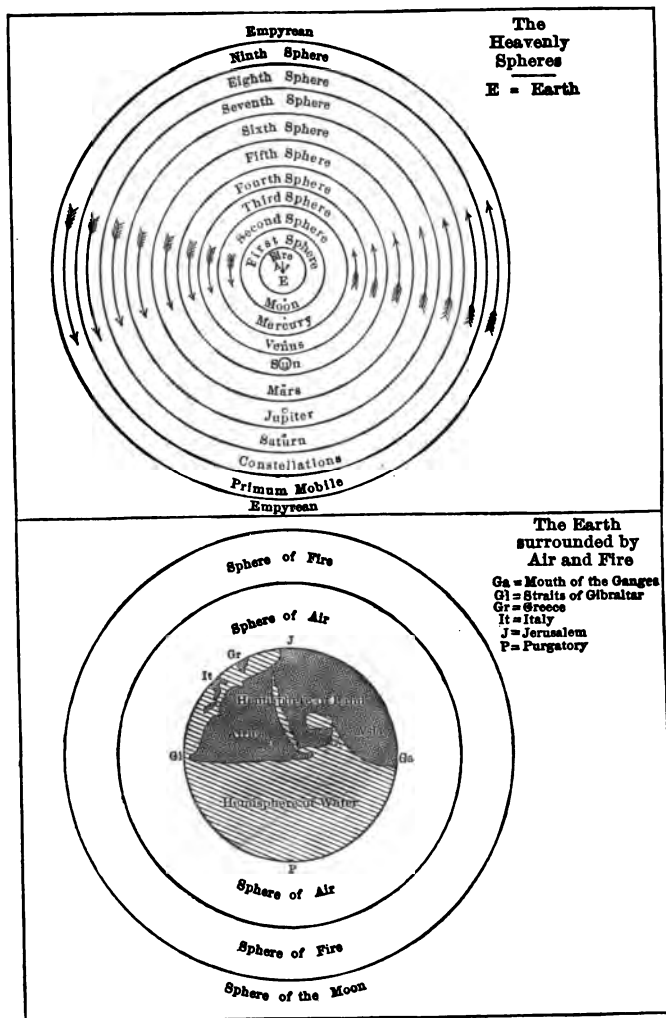 The
Heavenly
Spheres
E = Earth
Empyrean
Ninth Sphere
Eighth Sphere
Seventh Sphere
Sixth Sphere
Fifth Sphere
Fourth Sphere
Third Sphere
Second Sphere
First Sphere
Fire
Air
E
Moon
Mercury
Venus
Sun
Mars
Jupiter
Saturn
Constellations
Primum Mobile
Empyrean
The Earth
surrounded by
Air and Fire
Ga = Mouth of the Ganges
Gl = Straits of Gibraltar
Gr = Greece
It = Italy
J = Jerusalem
P = Purgatory
Sphere of Fire
Sphere of Air
J
Gr
It
Hemisphere of Land
Africa
Asia
Gl
Ga
Hemisphere of Water
P
Sphere of Air
Sphere of Fire
Sphere of the Moon